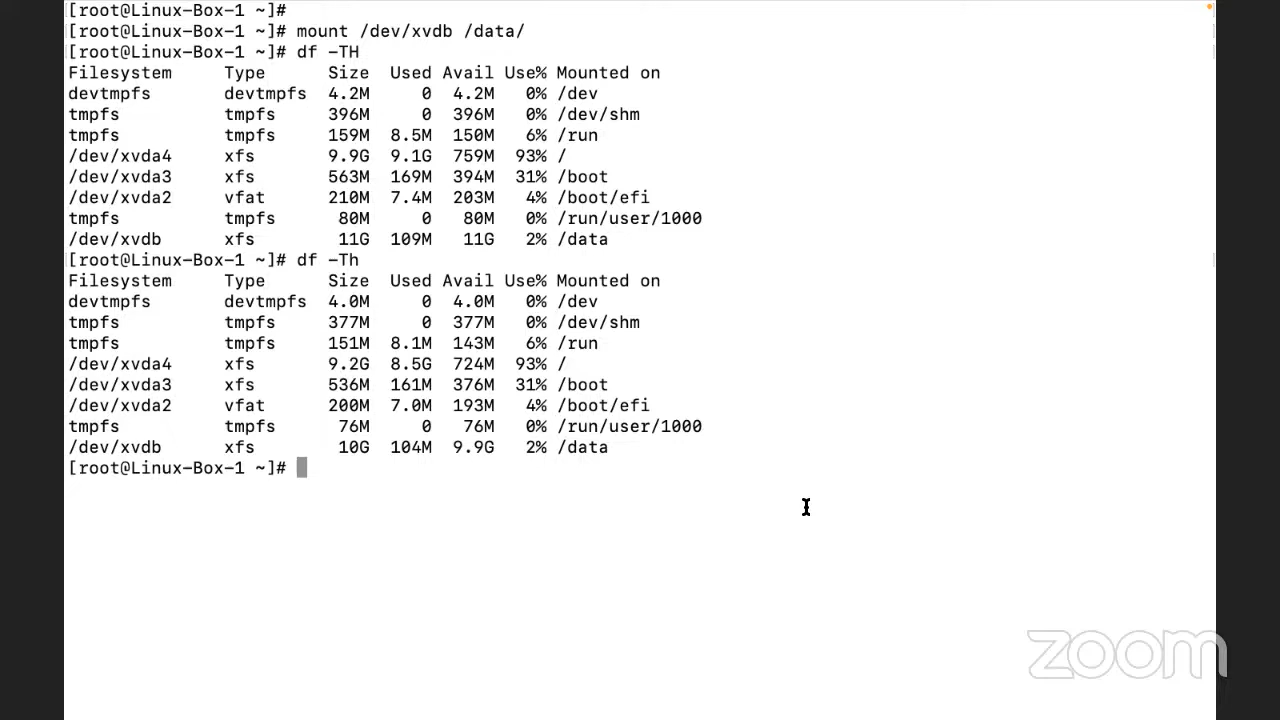 [root@Linux-Box-1 ~]#
[root@Linux-Box-1 ~]# mount /dev/xvdb /data/
[root@Linux-Box-1 ~]# df -TH
Filesystem     Type      Size  Used Avail Use% Mounted on
devtmpfs       devtmpfs  4.2M     0  4.2M   0% /dev
tmpfs          tmpfs     396M     0  396M   0% /dev/shm
tmpfs          tmpfs     159M  8.5M  150M   6% /run
/dev/xvda4     xfs       9.9G  9.1G  759M  93% /
/dev/xvda3     xfs       563M  169M  394M  31% /boot
/dev/xvda2     vfat      210M  7.4M  203M   4% /boot/efi
tmpfs          tmpfs      80M     0   80M   0% /run/user/1000
/dev/xvdb      xfs        11G  109M   11G   2% /data
[root@Linux-Box-1 ~]# df -Th
Filesystem     Type      Size  Used Avail Use% Mounted on
devtmpfs       devtmpfs  4.0M     0  4.0M   0% /dev
tmpfs          tmpfs     377M     0  377M   0% /dev/shm
tmpfs          tmpfs     151M  8.1M  143M   6% /run
/dev/xvda4     xfs       9.2G  8.5G  724M  93% /
/dev/xvda3     xfs       536M  161M  376M  31% /boot
/dev/xvda2     vfat      200M  7.0M  193M   4% /boot/efi
tmpfs          tmpfs      76M     0   76M   0% /run/user/1000
/dev/xvdb      xfs        10G  104M  9.9G   2% /data
[root@Linux-Box-1 ~]#
zoom